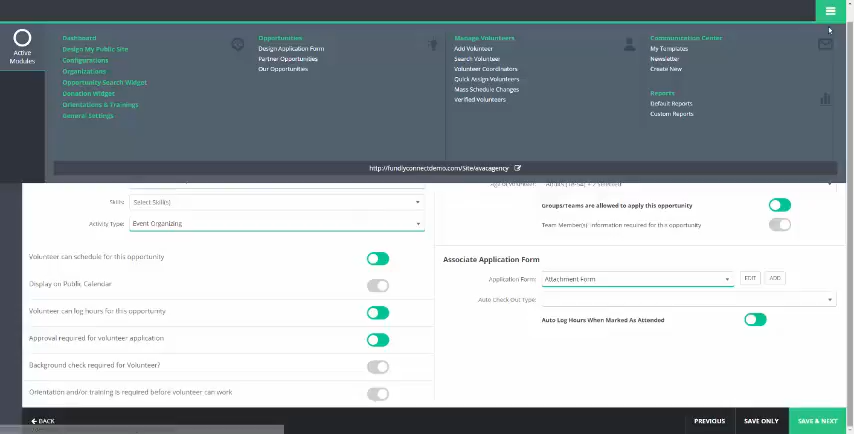 Active
Modules
Dashboard
Design My Public Site
Configurations
Organizations
Opportunity Search Widget
Donation Widget
Orientations & Trainings
General Settings
Opportunities
Design Application Form
Partner Opportunities
Our Opportunities
Manage Volunteers
Add Volunteer
Search Volunteer
Volunteer Coordinators
Quick Assign Volunteers
Mass Schedule Changes
Verified Volunteers
Communication Center
My Templates
Newsletter
Create New
Reports
Default Reports
Custom Reports
http://fundlyconnectdemo.com/Site/avacagency
Skills: Select Skill(s)
Activity Type: Event Organizing
Volunteer can schedule for this opportunity
Display on Public Calendar
Volunteer can log hours for this opportunity
Approval required for volunteer application
Background check required for Volunteer?
Orientation and/or training is required before volunteer can work
Groups/Teams are allowed to apply this opportunity
Team Member(s) Information required for this opportunity
Associate Application Form
Application Form: Attachment Form EDIT ADD
Auto Check Out Type:
Auto Log Hours When Marked As Attended
BACK
PREVIOUS
SAVE ONLY
SAVE & NEXT